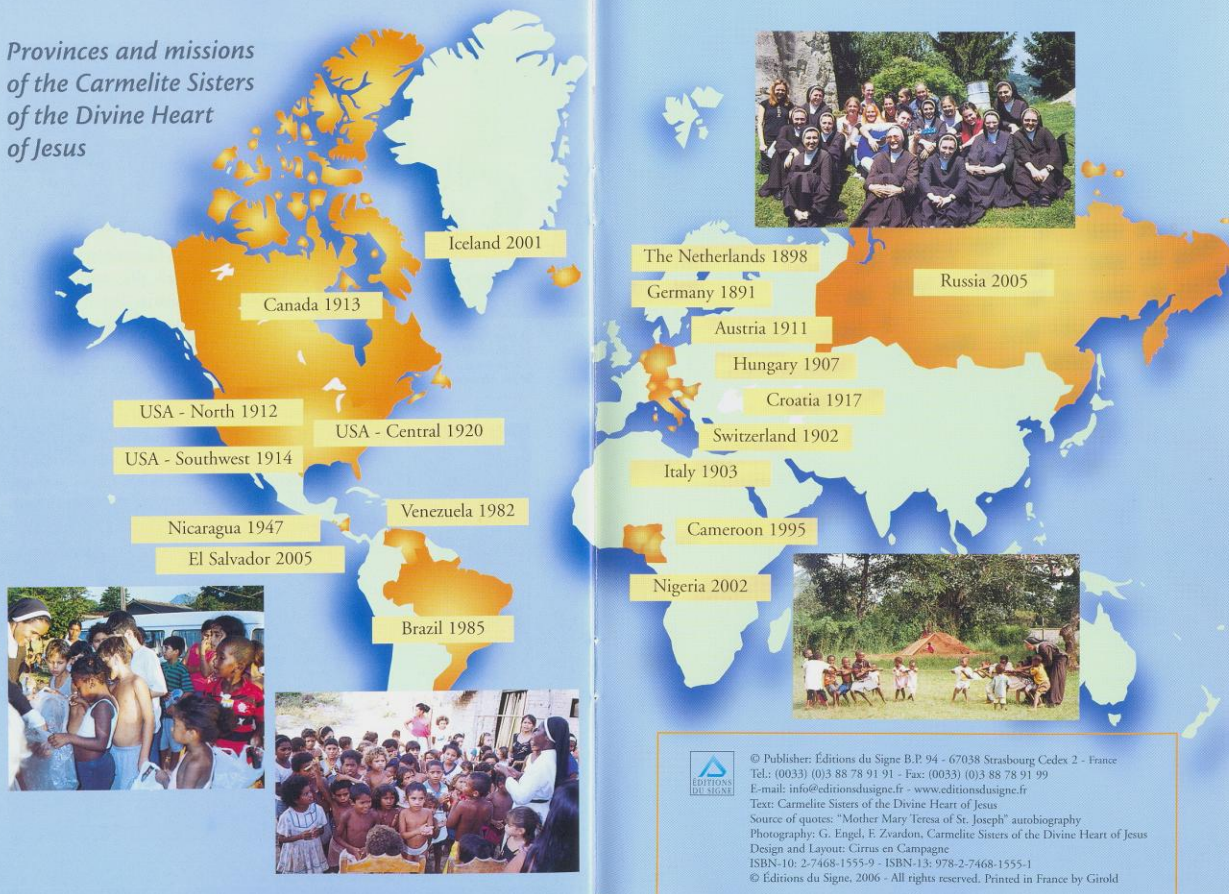 Provinces and missions
of the Carmelite Sisters
of the Divine Heart
of Jesus
Iceland 2001
Canada 1913
USA - North 1912
USA - Central 1920
USA - Southwest 1914
Nicaragua 1947
El Salvador 2005
Venezuela 1982
Brazil 1985
The Netherlands 1898
Germany 1891
Austria 1911
Hungary 1907
Croatia 1917
Switzerland 1902
Italy 1903
Russia 2005
Cameroon 1995
Nigeria 2002
ÉDITIONS
DU SIGNE
© Publisher: Éditions du Signe B.P. 94 - 67038 Strasbourg Cedex 2 - France
Tel.: (0033) (0)3 88 78 91 91 - Fax: (0033) (0)3 88 78 91 99
E-mail: info@editionsdusigne.fr - www.editionsdusigne.fr
Text: Carmelite Sisters of the Divine Heart of Jesus
Source of quotes: "Mother Mary Teresa of St. Joseph" autobiography
Photography: G. Engel, F. Zvardon, Carmelite Sisters of the Divine Heart of Jesus
Design and Layout: Cirrus en Campagne
ISBN-10: 2-7468-1555-9 - ISBN-13: 978-2-7468-1555-1
© Éditions du Signe, 2006 - All rights reserved. Printed in France by Girold